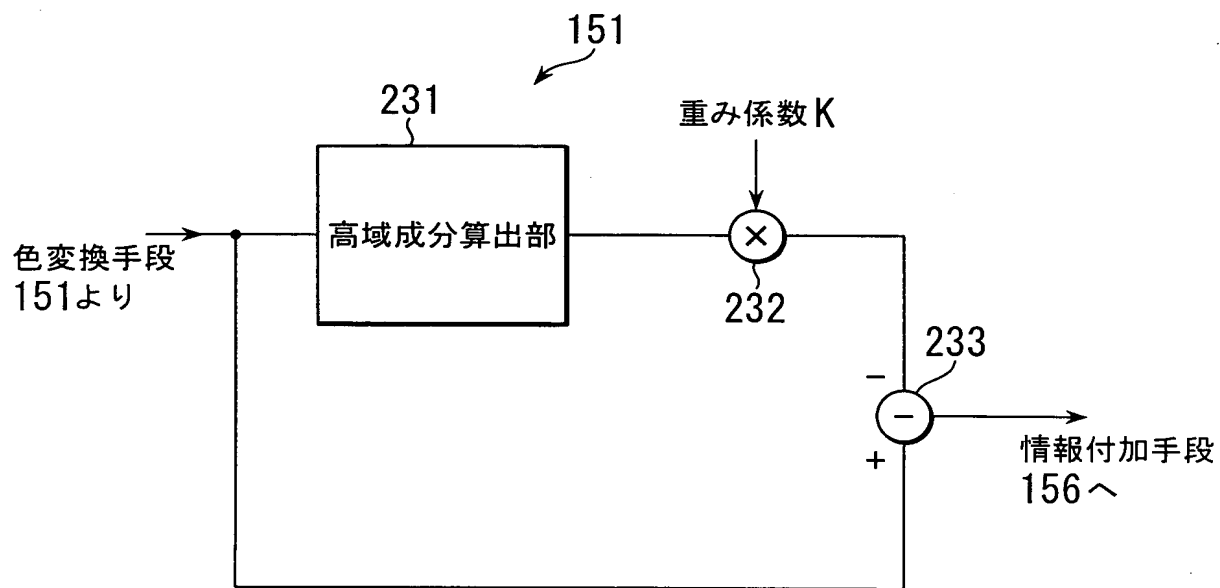 151
231
重み係数K
高域成分算出部
×
232
色変換手段
151より
233
−
−
+
情報付加手段
156へ